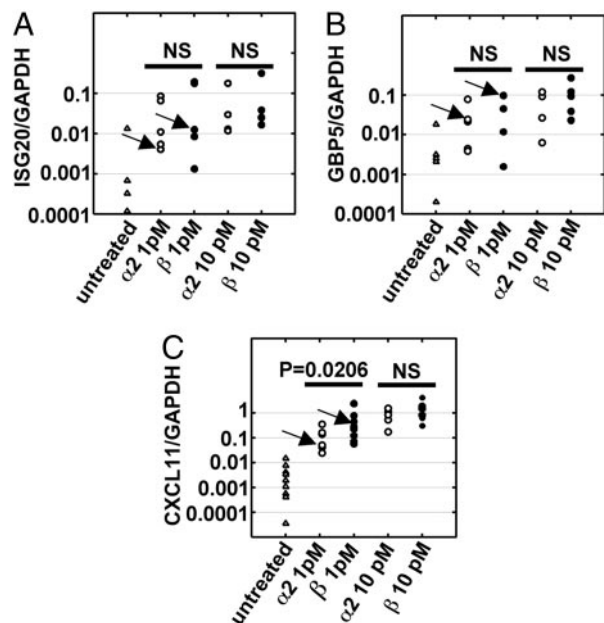 A
NS NS
ISG20/GAPDH
0.1
0.01
0.001
0.0001
untreated
α2 1pM
β 1pM
α2 10 pM
β 10 pM
B
NS NS
GBP5/GAPDH
0.1
0.01
0.001
0.0001
untreated
α2 1pM
β 1pM
α2 10 pM
β 10 pM
C
P=0.0206 NS
CXCL11/GAPDH
1
0.1
0.01
0.001
0.0001
untreated
α2 1pM
β 1pM
α2 10 pM
β 10 pM